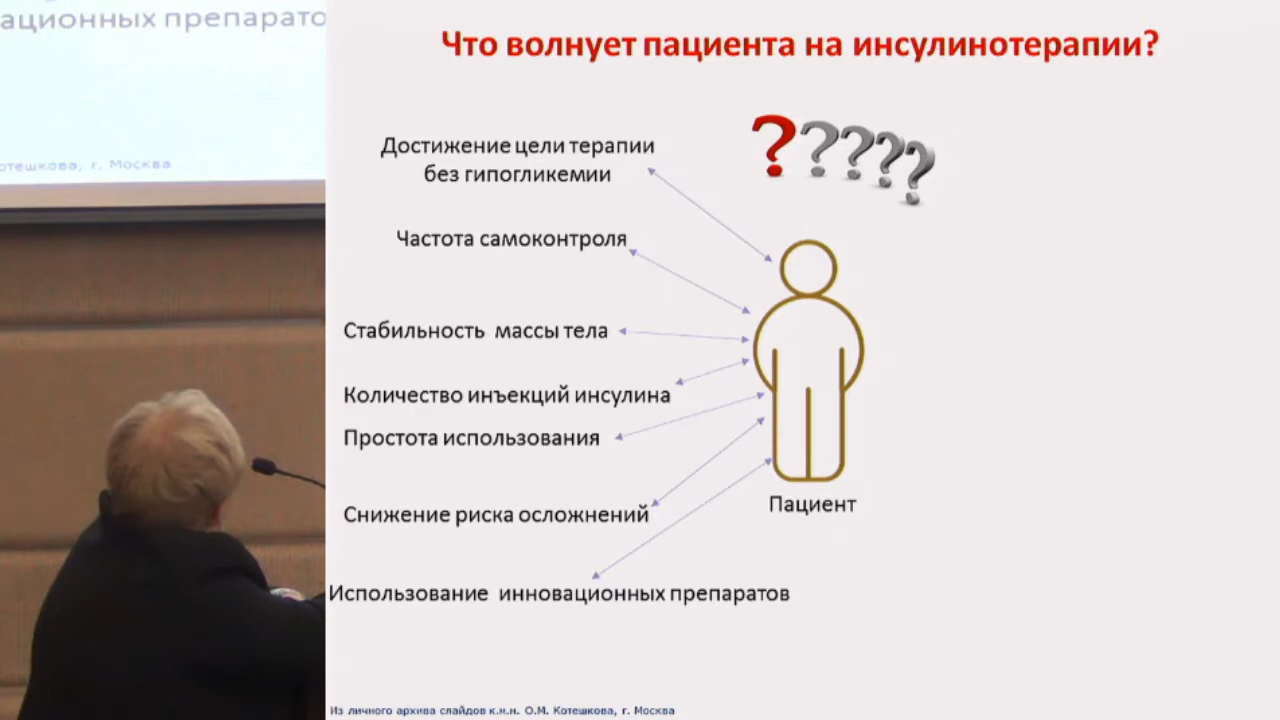 ационных препарато
отешкова, г. Москва
Что волнует пациента на инсулинотерапии?
Достижение цели терапии
без гипогликемии
Частота самоконтроля
Стабильность массы тела
Количество инъекций инсулина
Простота использования
Снижение риска осложнений
Использование инновационных препаратов
Пациент
Из личного архива слайдов к.м.н. О.М. Котешкова, г. Москва